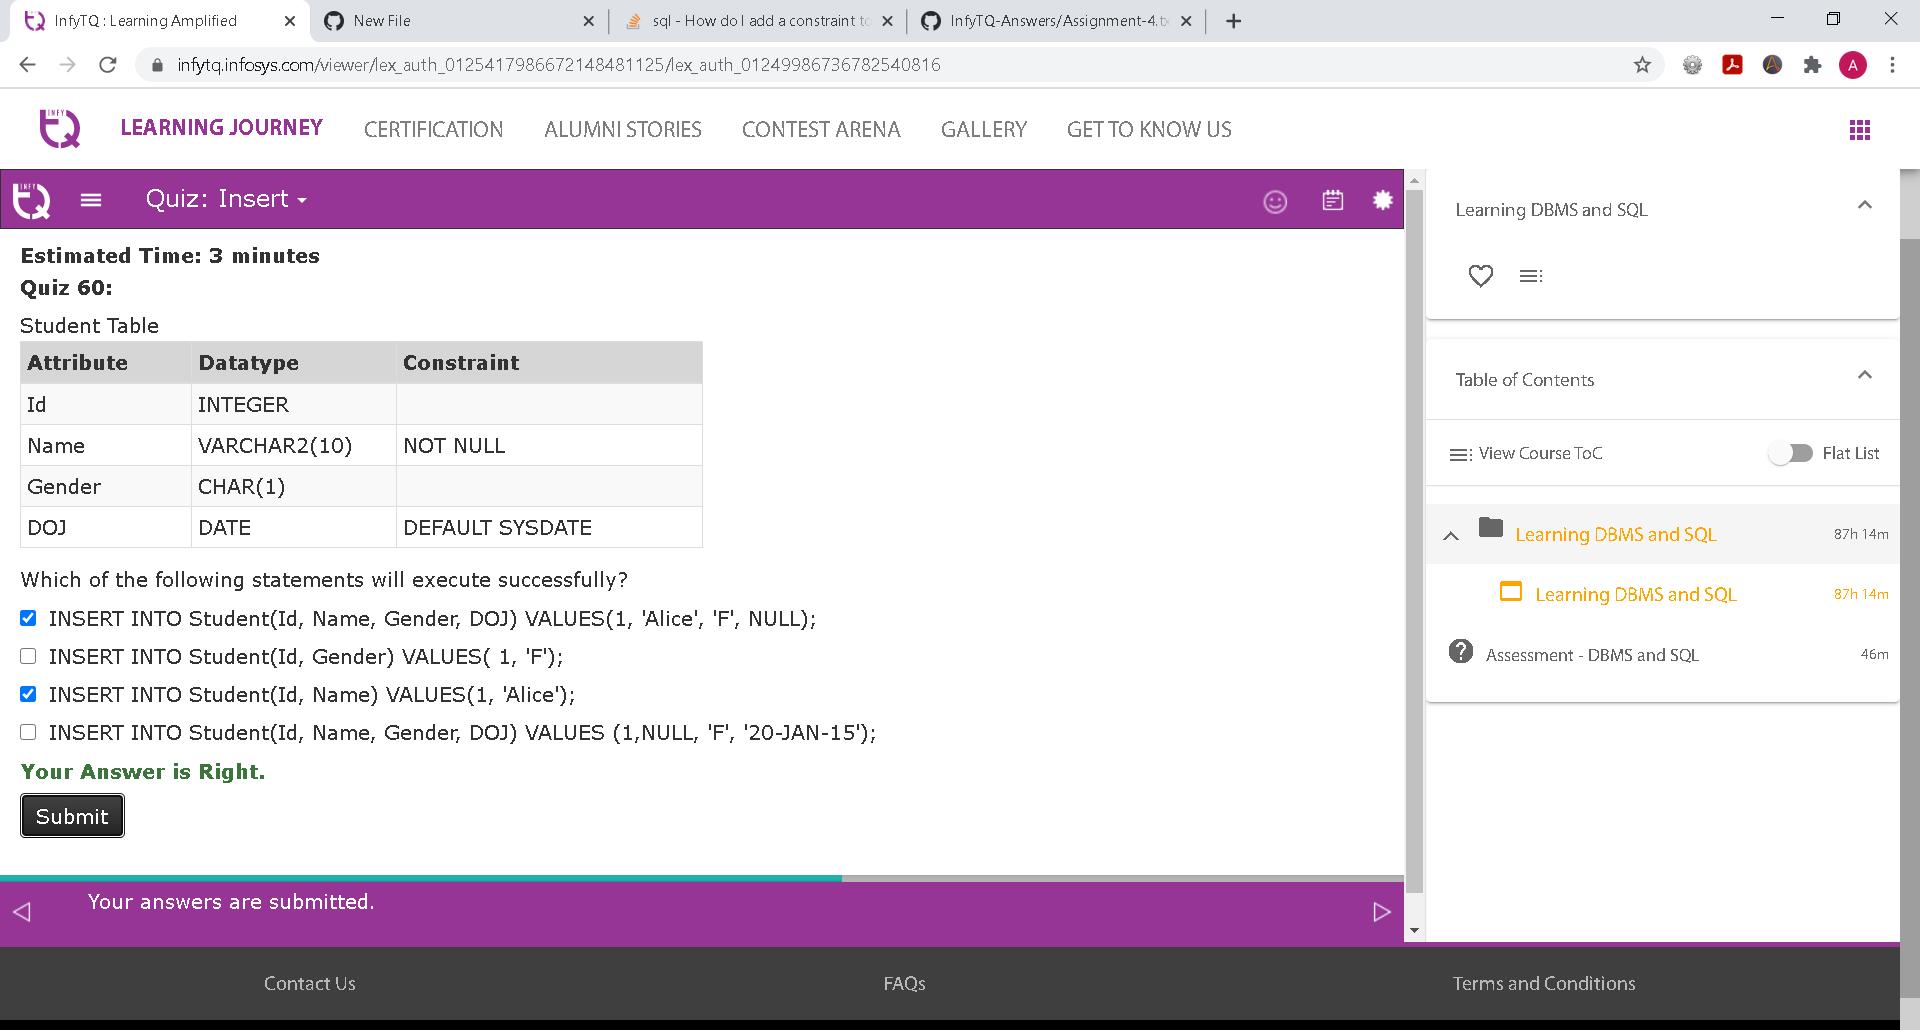 InfyTQ : Learning Amplified
New File
sql - How do I add a constraint to
InfyTQ-Answers/Assignment-4.tx
infytq.infosys.com/viewer/lex_auth_0125417986672148481125/lex_auth_01249986736782540816
A
INFY TQ
LEARNING JOURNEY
CERTIFICATION
ALUMNI STORIES
CONTEST ARENA
GALLERY
GET TO KNOW US
INFY TQ
Quiz: Insert
Estimated Time: 3 minutes
Quiz 60:
Student Table
Attribute Datatype Constraint
Id INTEGER
Name VARCHAR2(10) NOT NULL
Gender CHAR(1)
DOJ DATE DEFAULT SYSDATE
Which of the following statements will execute successfully?
INSERT INTO Student(Id, Name, Gender, DOJ) VALUES(1, 'Alice', 'F', NULL);
INSERT INTO Student(Id, Gender) VALUES( 1, 'F');
INSERT INTO Student(Id, Name) VALUES(1, 'Alice');
INSERT INTO Student(Id, Name, Gender, DOJ) VALUES (1,NULL, 'F', '20-JAN-15');
Your Answer is Right.
Submit
Your answers are submitted.
Learning DBMS and SQL
Table of Contents
View Course ToC
Flat List
Learning DBMS and SQL 87h 14m
Learning DBMS and SQL 87h 14m
Assessment - DBMS and SQL 46m
Contact Us
FAQs
Terms and Conditions